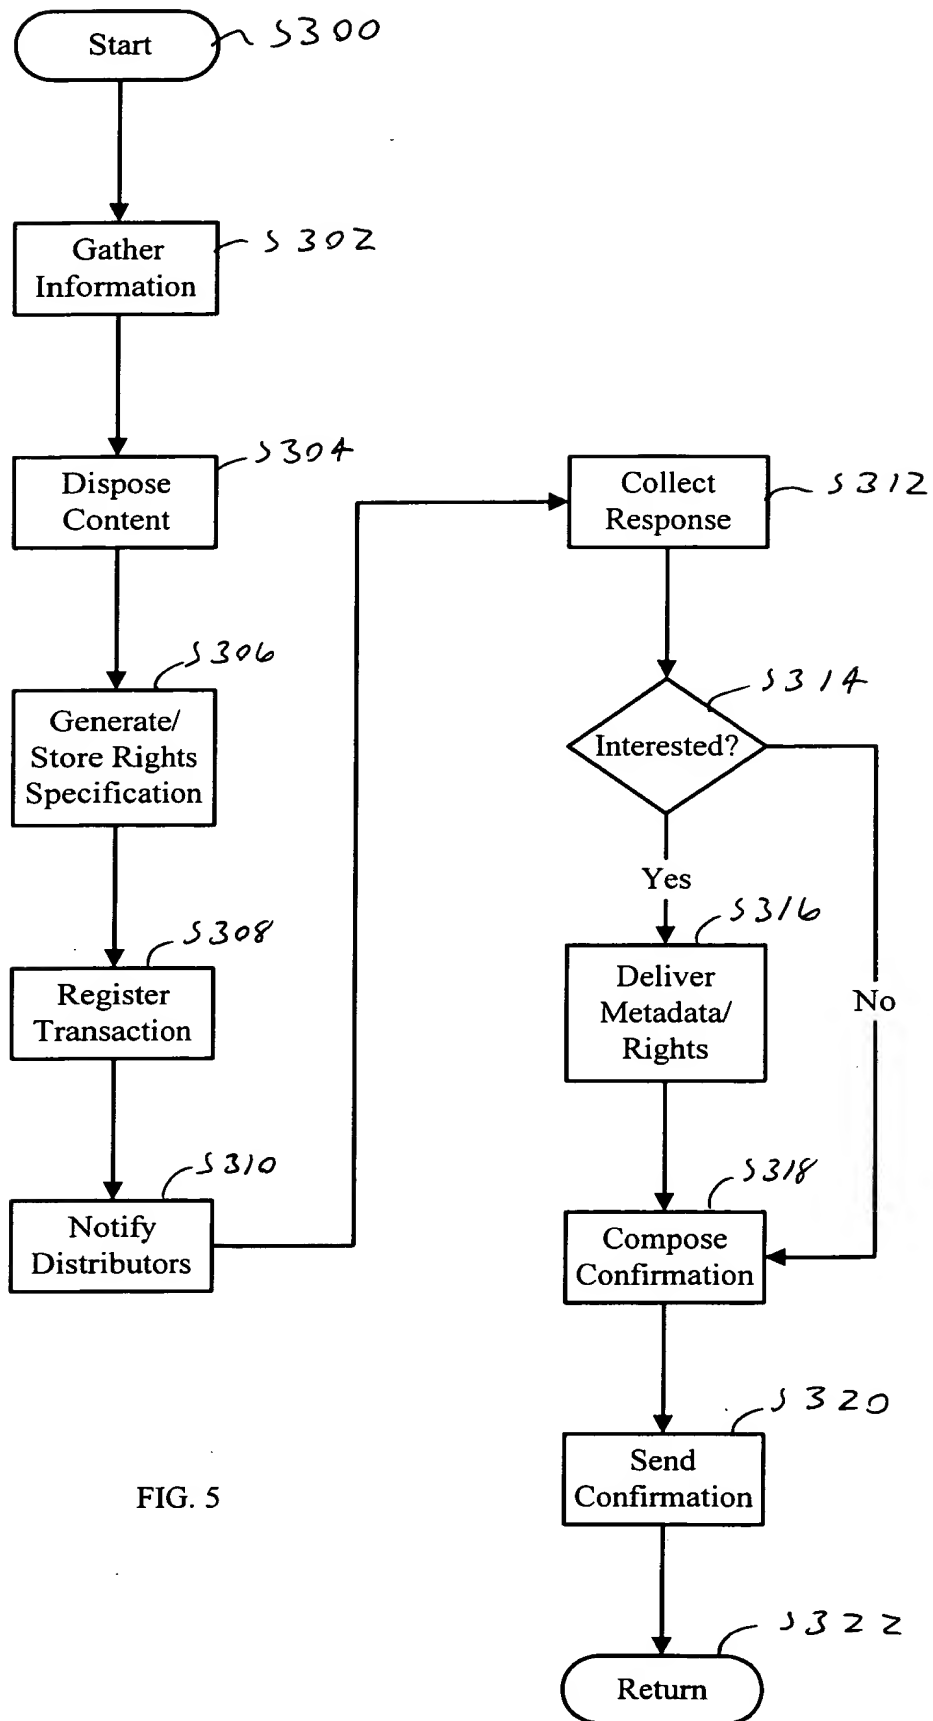 Start
S300
Gather
Information
S302
Dispose
Content
S304
Generate/
Store Rights
Specification
S306
Register
Transaction
S308
Notify
Distributors
S310
Collect
Response
S312
Interested?
S314
Yes
No
Deliver
Metadata/
Rights
S316
Compose
Confirmation
S318
Send
Confirmation
S320
Return
S322
FIG. 5